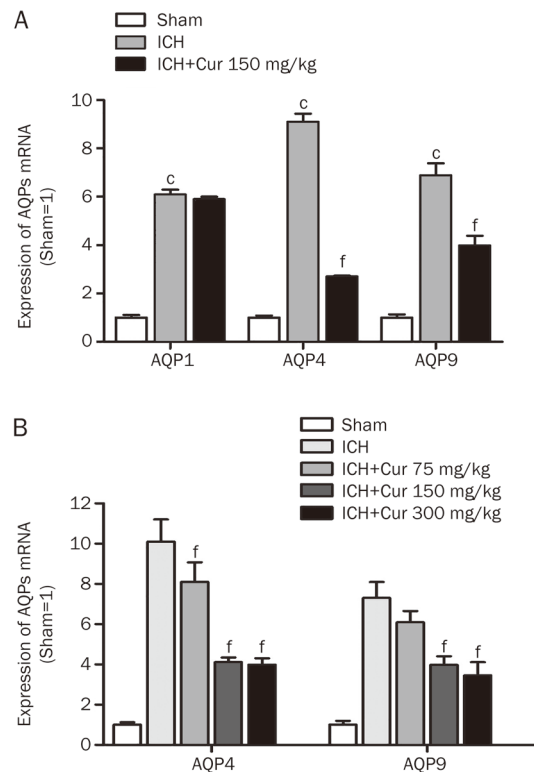 A
Sham
ICH
ICH+Cur 150 mg/kg
Expression of AQPs mRNA
(Sham=1)
10
8
6
4
2
0
c
c
f
c
f
AQP1 AQP4 AQP9
B
Sham
ICH
ICH+Cur 75 mg/kg
ICH+Cur 150 mg/kg
ICH+Cur 300 mg/kg
Expression of AQPs mRNA
(Sham=1)
12
10
8
6
4
2
0
f
f f
f f
AQP4 AQP9